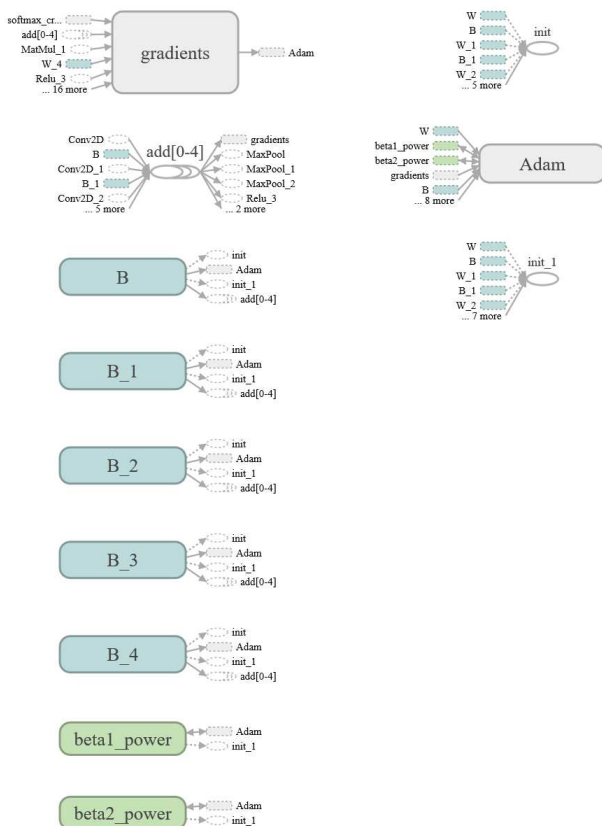 softmax_cr...
add[0-4]
MatMul_1
W_4
Relu_3
... 16 more
gradients
Adam
W
B
W_1
B_1
W_2
... 5 more
init
Conv2D
B
Conv2D_1
B_1
Conv2D_2
... 5 more
add[0-4]
gradients
MaxPool
MaxPool_1
MaxPool_2
Relu_3
... 2 more
W
beta1_power
beta2_power
gradients
B
... 8 more
Adam
B
init
Adam
init_1
add[0-4]
W
B
W_1
B_1
W_2
... 7 more
init_1
B_1
init
Adam
init_1
add[0-4]
B_2
init
Adam
init_1
add[0-4]
B_3
init
Adam
init_1
add[0-4]
B_4
init
Adam
init_1
add[0-4]
beta1_power
Adam
init_1
beta2_power
Adam
init_1